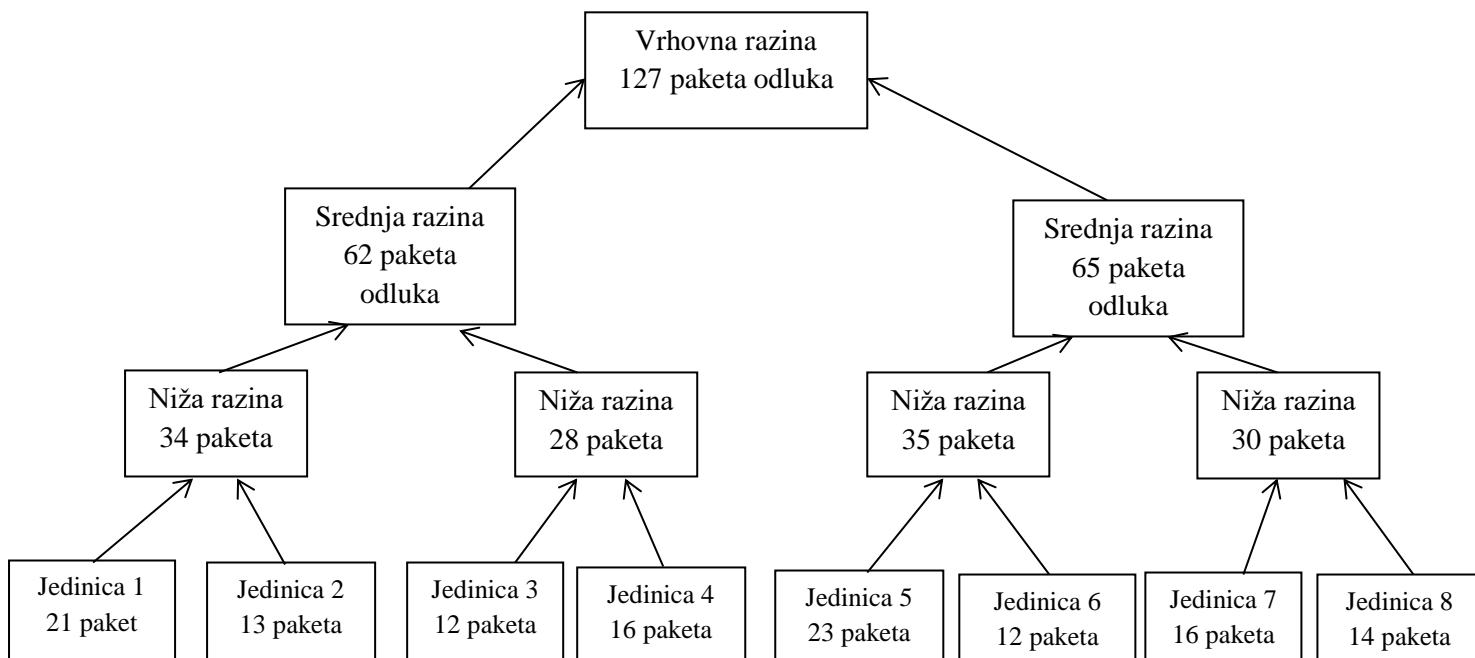 Vrhovna razina
127 paketa odluka
Srednja razina
62 paketa
odluka
Srednja razina
65 paketa
odluka
Niža razina
34 paketa
Niža razina
28 paketa
Niža razina
35 paketa
Niža razina
30 paketa
Jedinica 1
21 paket
Jedinica 2
13 paketa
Jedinica 3
12 paketa
Jedinica 4
16 paketa
Jedinica 5
23 paketa
Jedinica 6
12 paketa
Jedinica 7
16 paketa
Jedinica 8
14 paketa